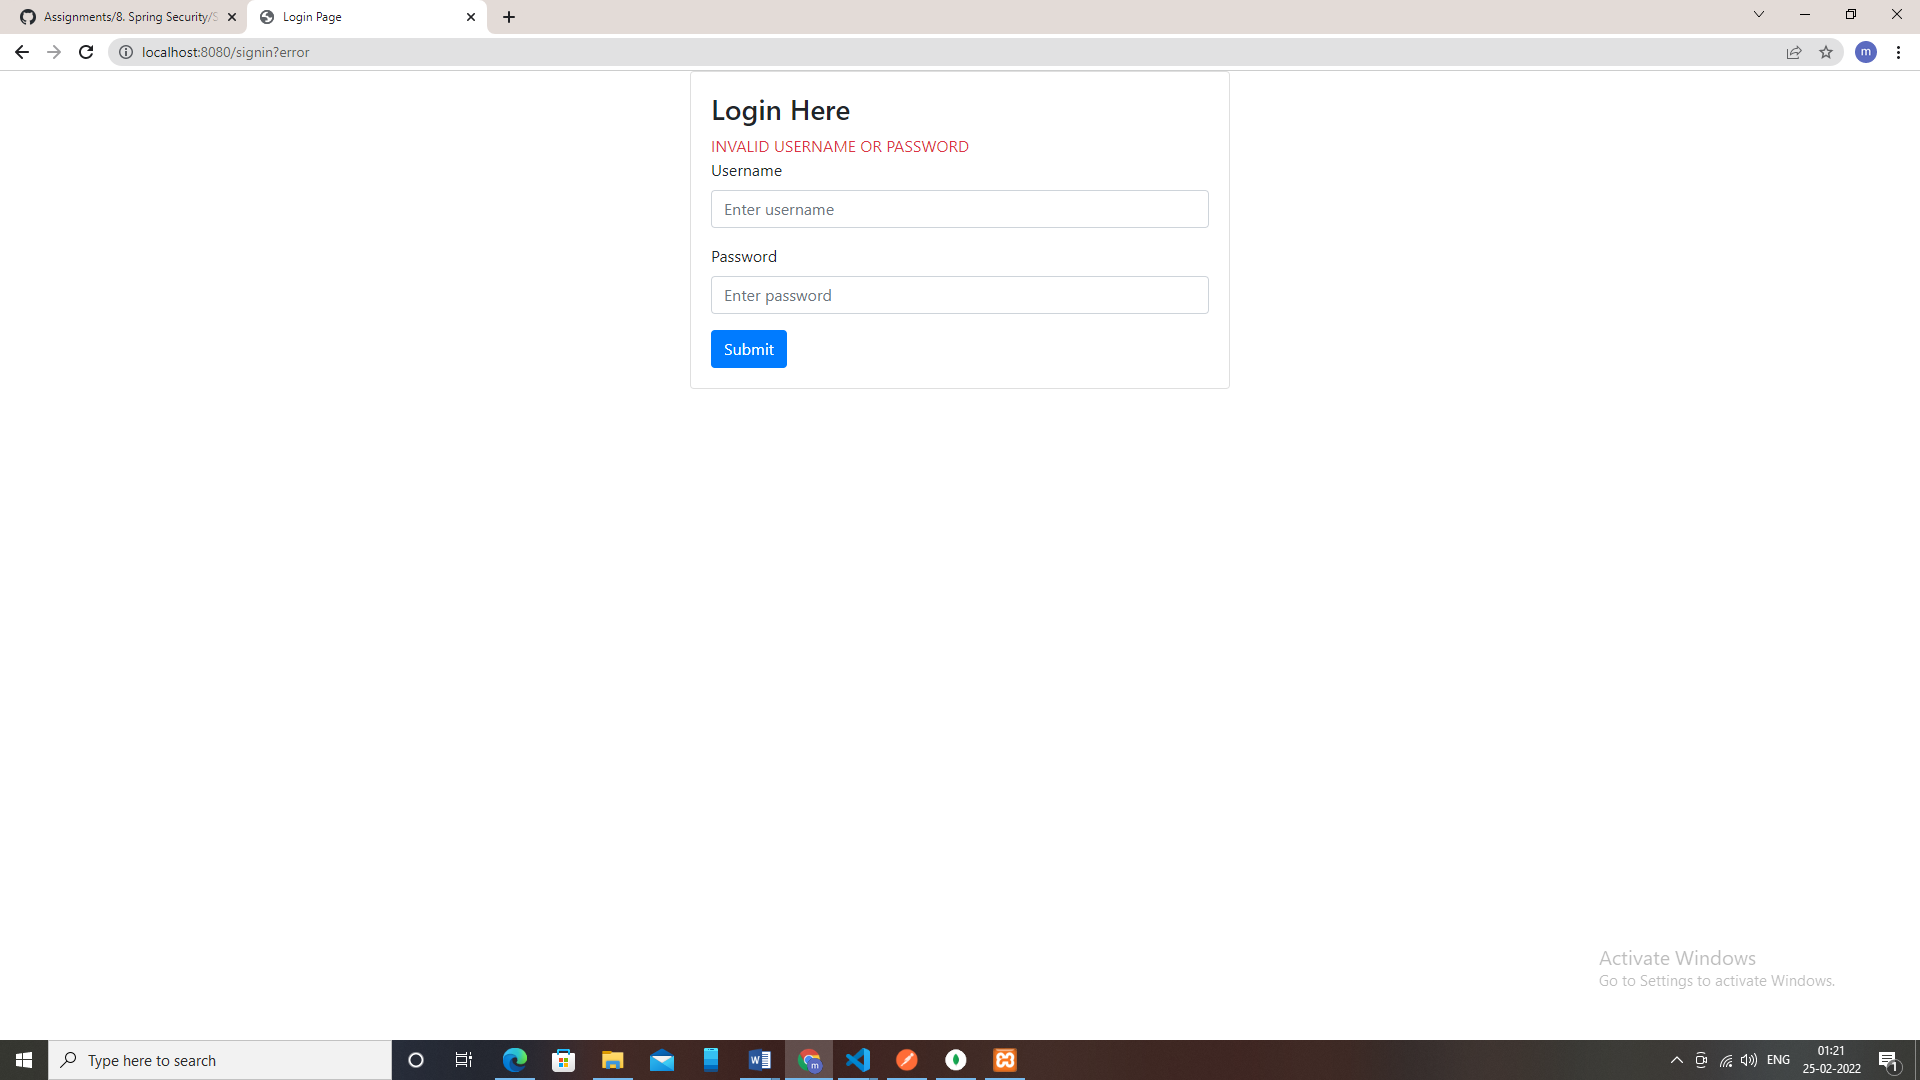 Assignments/8. Spring Security/S
Login Page
localhost:8080/signin?error
m
Login Here
INVALID USERNAME OR PASSWORD
Username
Enter username
Password
Enter password
Submit
Activate Windows
Go to Settings to activate Windows.
Type here to search
ENG
01:21
25-02-2022
1